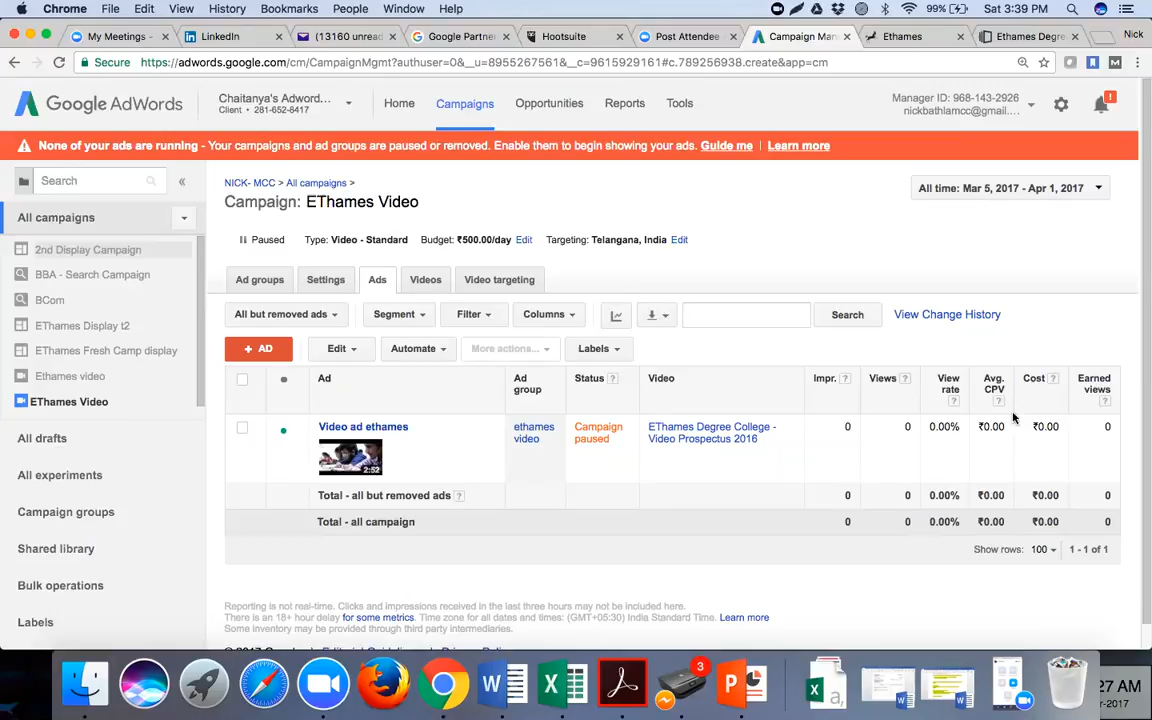 Chrome File Edit View History Bookmarks People Window Help 99% Sat 3:39 PM
My Meetings - LinkedIn (13160 unread Google Partner Hootsuite Post Attendee Campaign Man Ethames Ethames Degre Nick
Secure https://adwords.google.com/cm/CampaignMgmt?authuser=0&__u=8955267561&__c=9615929161#c.789256938.create&app=cm
Google AdWords
Chaitanya's Adword...
Client • 281-652-6417
Home Campaigns Opportunities Reports Tools
Manager ID: 968-143-2926
nickbathlamcc@gmail....
!
None of your ads are running - Your campaigns and ad groups are paused or removed. Enable them to begin showing your ads. Guide me | Learn more
Search «
All campaigns
2nd Display Campaign
BBA - Search Campaign
BCom
EThames Display t2
EThames Fresh Camp display
Ethames video
EThames Video
All drafts
All experiments
Campaign groups
Shared library
Bulk operations
Labels
NICK- MCC > All campaigns >
Campaign: EThames Video
All time: Mar 5, 2017 - Apr 1, 2017
Paused Type: Video - Standard Budget: ₹500.00/day Edit Targeting: Telangana, India Edit
Ad groups Settings Ads Videos Video targeting
All but removed ads Segment Filter Columns Search View Change History
+ AD Edit Automate More actions... Labels
Ad Ad group Status ? Video Impr. ? Views ? View rate ? Avg. CPV ? Cost ? Earned views ?
Video ad ethames ethames video Campaign paused EThames Degree College - Video Prospectus 2016 0 0 0.00% ₹0.00 ₹0.00 0
2:52
Total - all but removed ads ? 0 0 0.00% ₹0.00 ₹0.00 0
Total - all campaign 0 0 0.00% ₹0.00 ₹0.00 0
Show rows: 100 1 - 1 of 1
Reporting is not real-time. Clicks and impressions received in the last three hours may not be included here.
There is an 18+ hour delay for some metrics. Time zone for all dates and times: (GMT+05:30) India Standard Time. Learn more
Some inventory may be provided through third party intermediaries.
3
27 AM